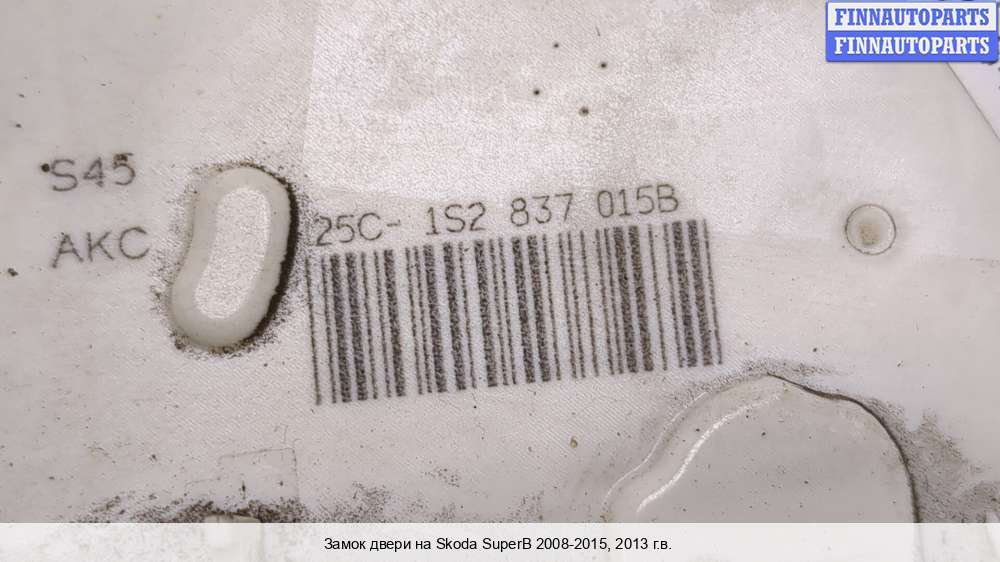 FINNAUTOPARTS
FINNAUTOPARTS
S45
AKC
25C- 1S2 837 015B
Замок двери на Skoda SuperB 2008-2015, 2013 г.в.